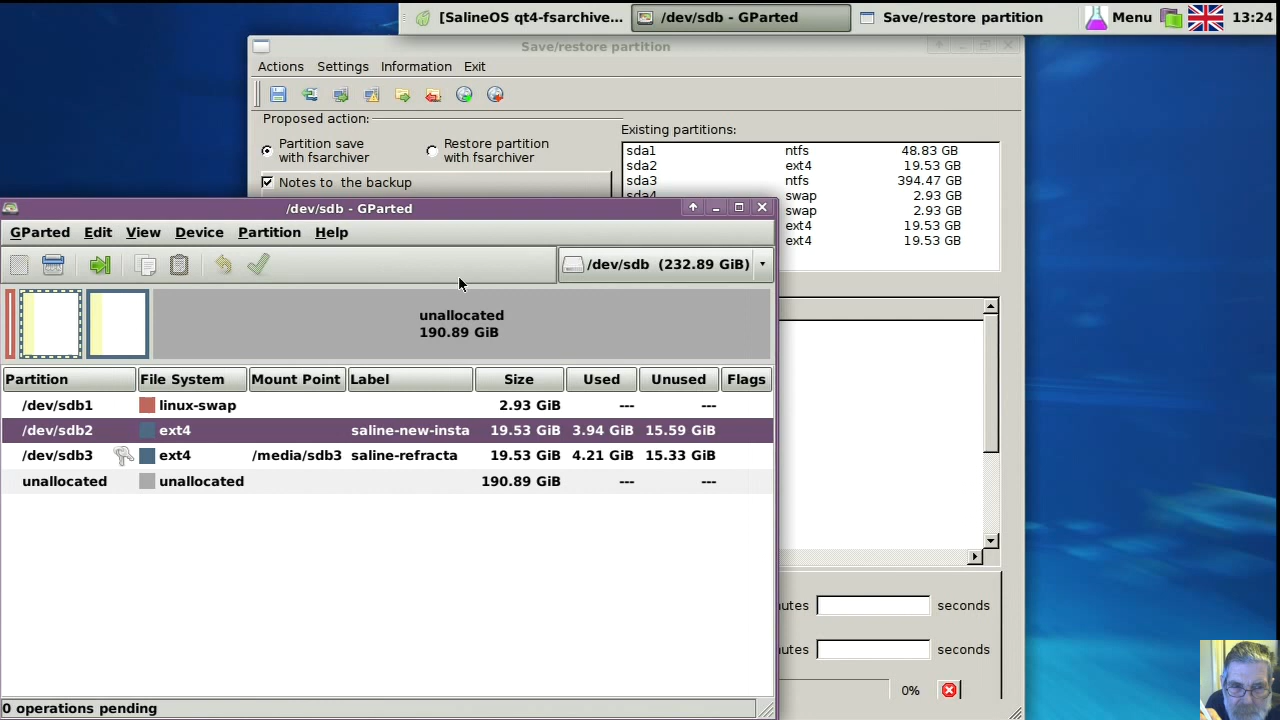 [SalineOS qt4-fsarchive...
/dev/sdb - GParted
Save/restore partition
Menu
13:24
Save/restore partition
Actions Settings Information Exit
Proposed action:
Partition save
with fsarchiver
Restore partition
with fsarchiver
Notes to the backup
Existing partitions:
sda1 ntfs 48.83 GB
sda2 ext4 19.53 GB
sda3 ntfs 394.47 GB
sda4 swap 2.93 GB
swap 2.93 GB
ext4 19.53 GB
ext4 19.53 GB
/dev/sdb - GParted
GParted Edit View Device Partition Help
/dev/sdb (232.89 GiB)
unallocated
190.89 GiB
Partition File System Mount Point Label Size Used Unused Flags
/dev/sdb1 linux-swap 2.93 GiB --- ---
/dev/sdb2 ext4 saline-new-insta 19.53 GiB 3.94 GiB 15.59 GiB
/dev/sdb3 ext4 /media/sdb3 saline-refracta 19.53 GiB 4.21 GiB 15.33 GiB
unallocated unallocated 190.89 GiB --- ---
utes seconds
utes seconds
0%
0 operations pending